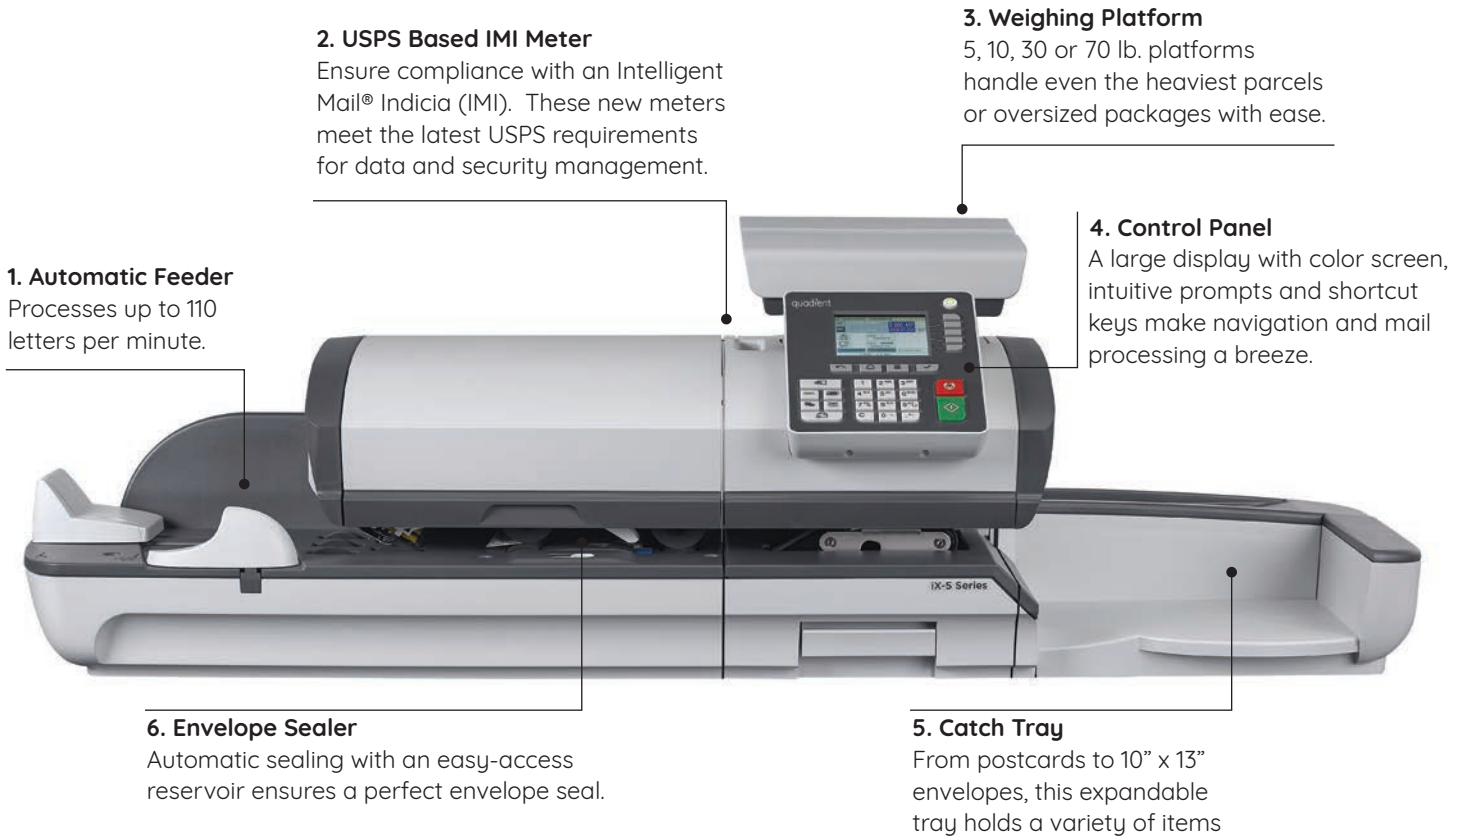 3. Weighing Platform
5, 10, 30 or 70 lb. platforms
handle even the heaviest parcels
or oversized packages with ease.
2. USPS Based IMI Meter
Ensure compliance with an Intelligent
Mail® Indicia (IMI).  These new meters
meet the latest USPS requirements
for data and security management.
4. Control Panel
A large display with color screen,
intuitive prompts and shortcut
keys make navigation and mail
processing a breeze.
1. Automatic Feeder
Processes up to 110
letters per minute.
quadient
iX-5 Series
6. Envelope Sealer
Automatic sealing with an easy-access
reservoir ensures a perfect envelope seal.
5. Catch Tray
From postcards to 10” x 13”
envelopes, this expandable
tray holds a variety of items